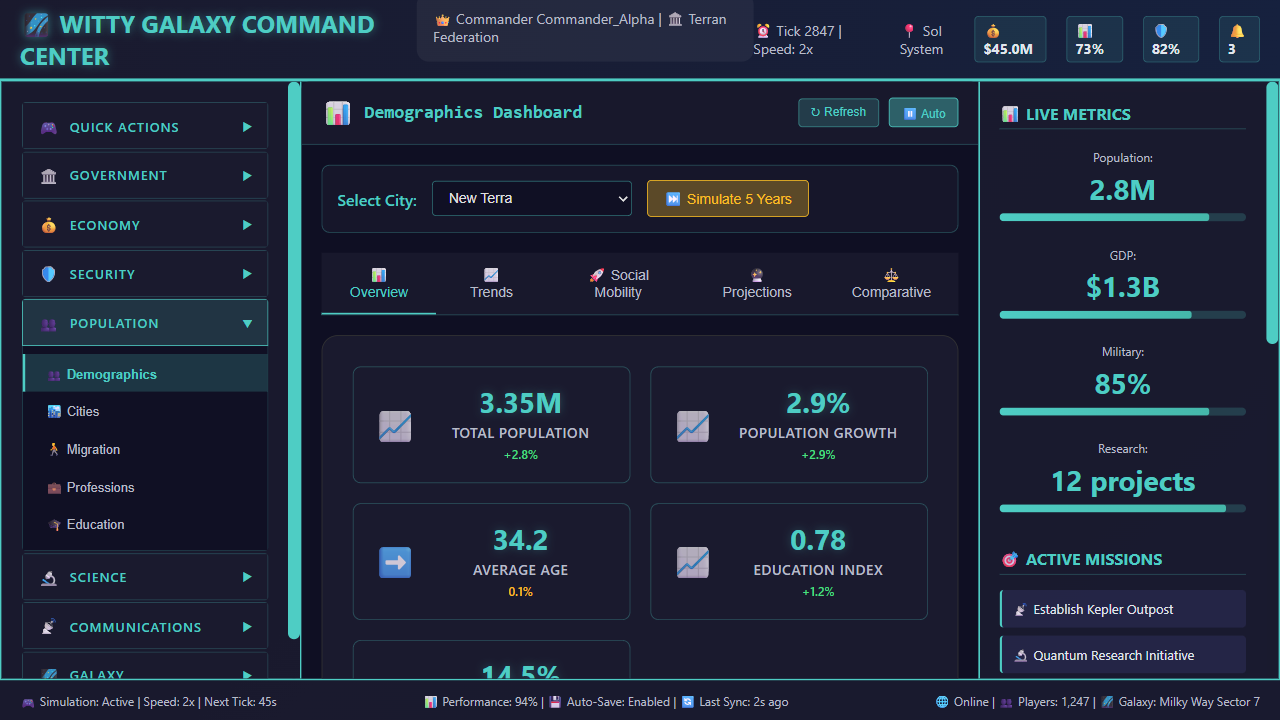 WITTY GALAXY COMMAND
CENTER
Commander Commander_Alpha | Terran
Federation
Tick 2847 |
Speed: 2x
Sol
System
$45.0M
73%
82%
3
QUICK ACTIONS
GOVERNMENT
ECONOMY
SECURITY
POPULATION
Demographics
Cities
Migration
Professions
Education
SCIENCE
COMMUNICATIONS
GALAXY
Demographics Dashboard
↻ Refresh
Auto
Select City:
New Terra
Simulate 5 Years
Overview
Trends
Social
Mobility
Projections
Comparative
3.35M
TOTAL POPULATION
+2.8%
2.9%
POPULATION GROWTH
+2.9%
34.2
AVERAGE AGE
0.1%
0.78
EDUCATION INDEX
+1.2%
14.5%
LIVE METRICS
Population:
2.8M
GDP:
$1.3B
Military:
85%
Research:
12 projects
ACTIVE MISSIONS
Establish Kepler Outpost
Quantum Research Initiative
Simulation: Active | Speed: 2x | Next Tick: 45s
Performance: 94% | Auto-Save: Enabled | Last Sync: 2s ago
Online | Players: 1,247 | Galaxy: Milky Way Sector 7